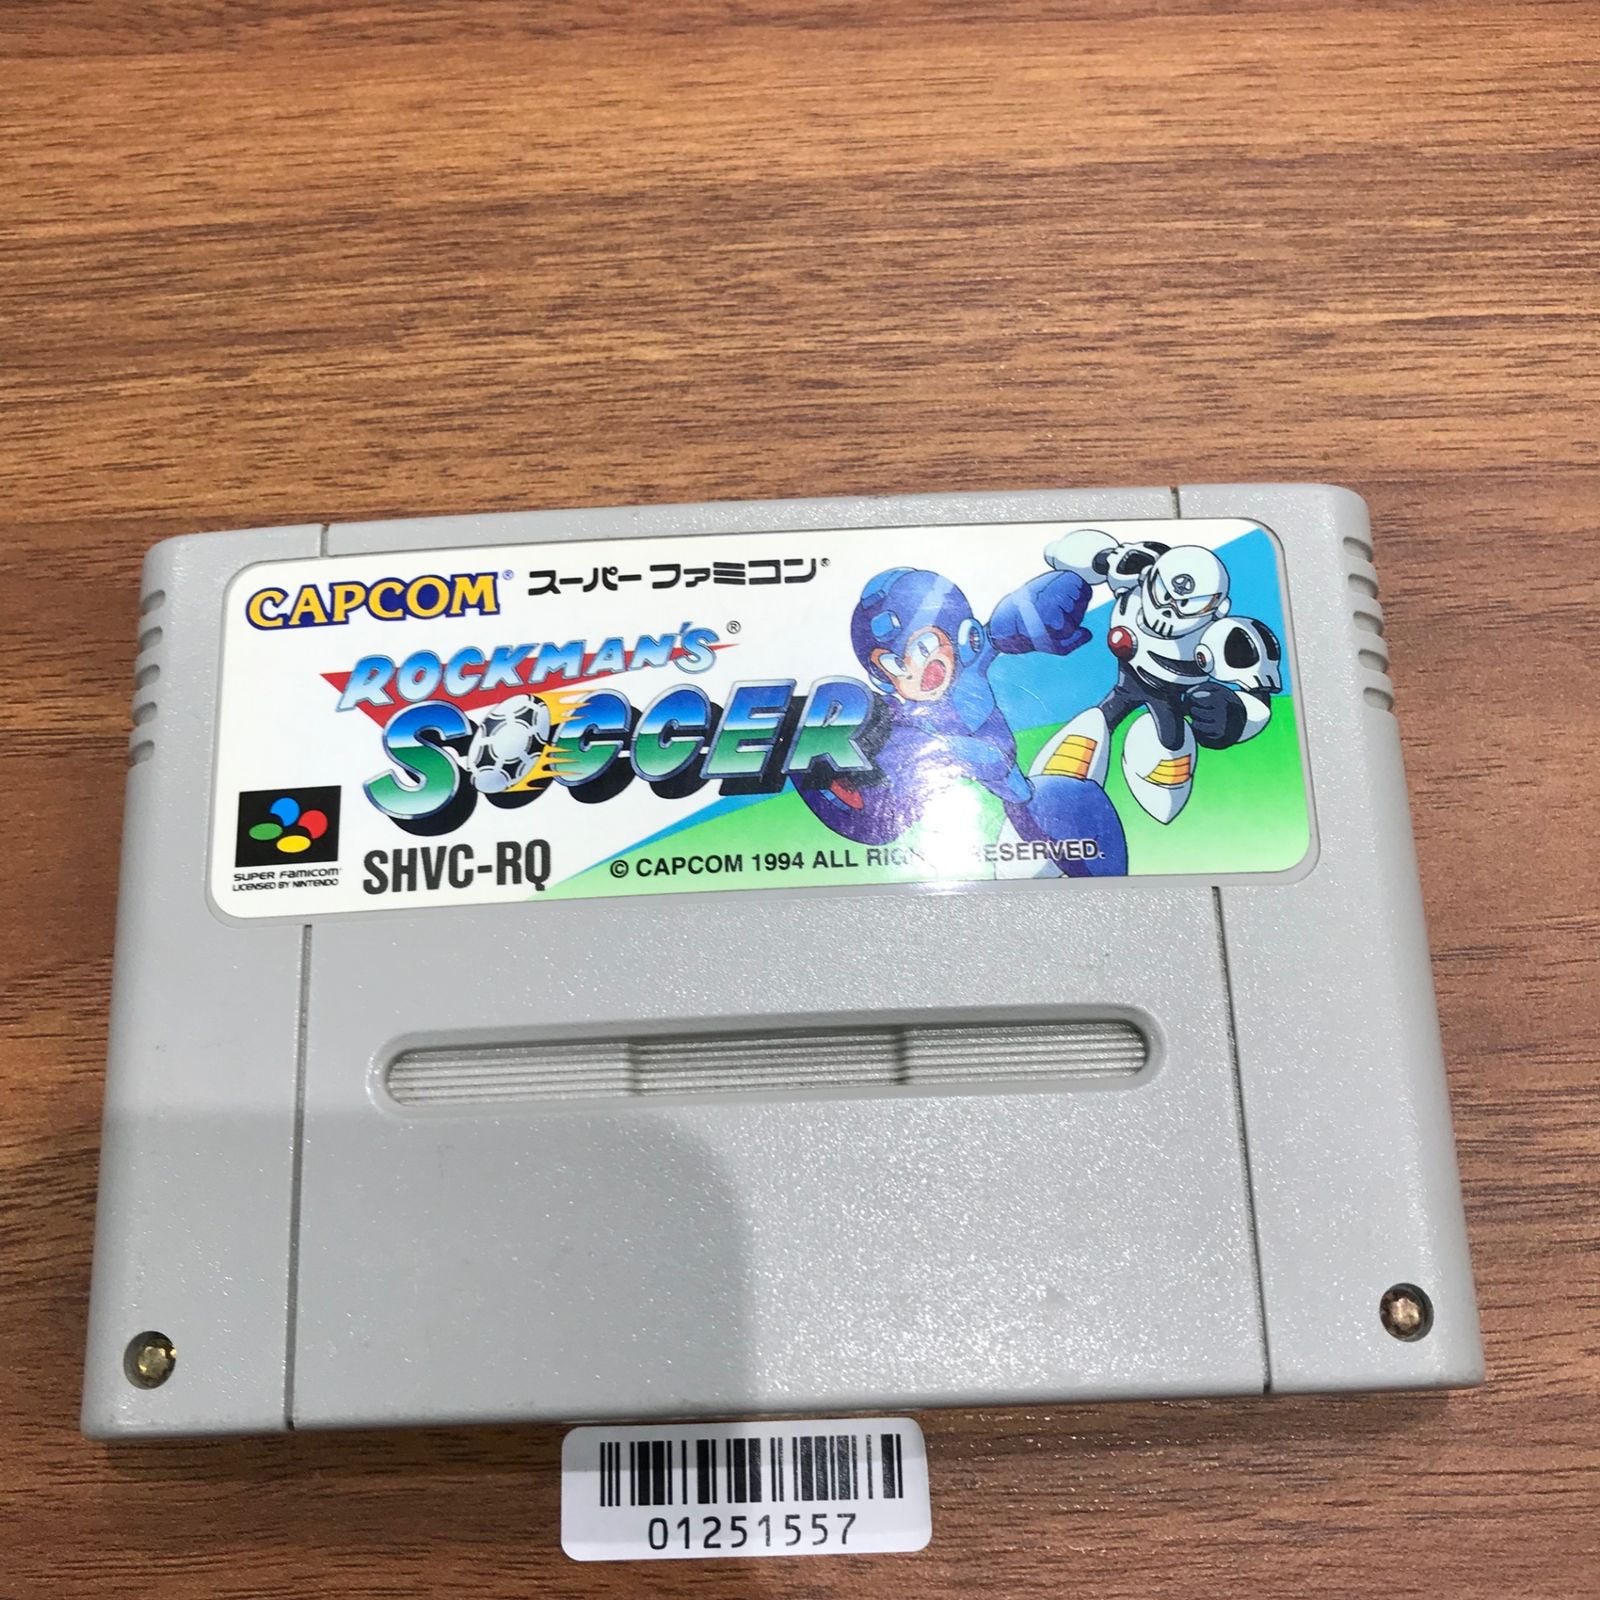 CAPCOM® スーパーファミコン®
ROCKMAN'S®
SOCCER
SUPER FAMICOM
LICENSED BY NINTENDO
SHVC-RQ
© CAPCOM 1994 ALL RESERVED.
01251557